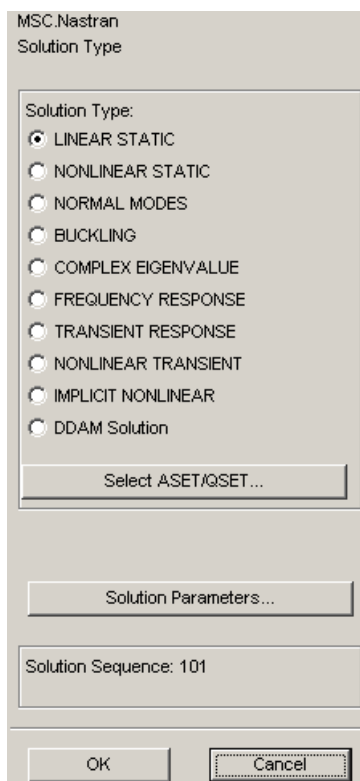 MSC.Nastran
Solution Type
Solution Type:
LINEAR STATIC
NONLINEAR STATIC
NORMAL MODES
BUCKLING
COMPLEX EIGENVALUE
FREQUENCY RESPONSE
TRANSIENT RESPONSE
NONLINEAR TRANSIENT
IMPLICIT NONLINEAR
DDAM Solution
Select ASET/QSET...
Solution Parameters...
Solution Sequence: 101
OK Cancel